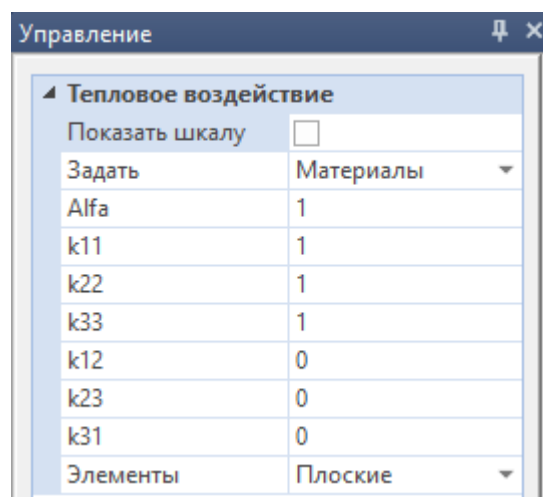 Управление
Тепловое воздействие
Показать шкалу
Задать Материалы
Alfa 1
k11 1
k22 1
k33 1
k12 0
k23 0
k31 0
Элементы Плоские